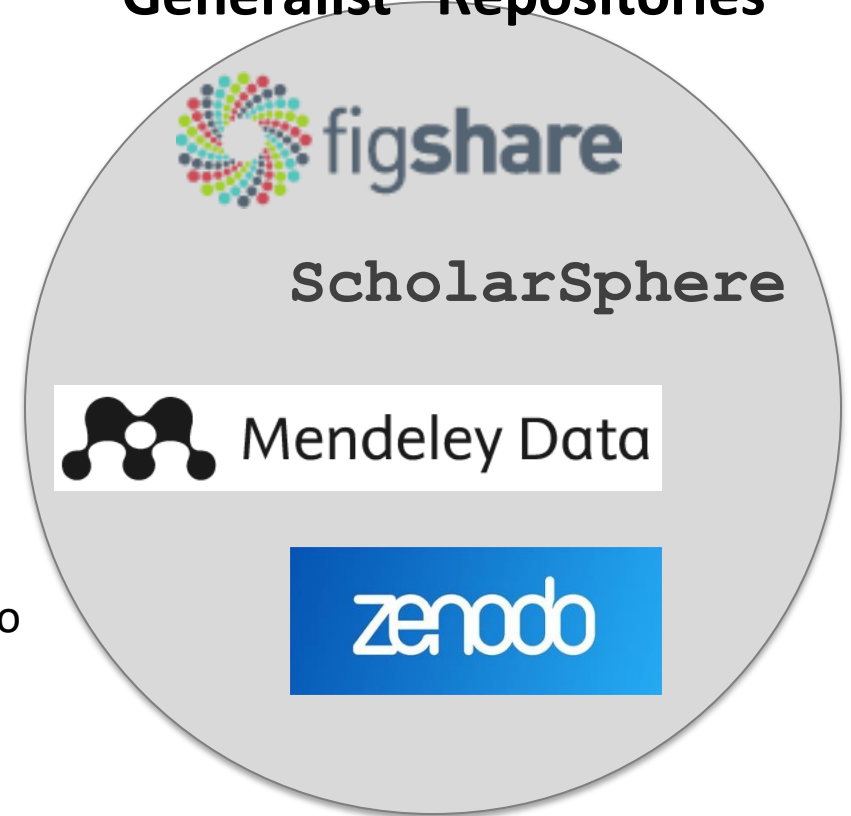 "Generalist" Repositories
figshare
ScholarSphere
Mendeley Data
zenodo
o